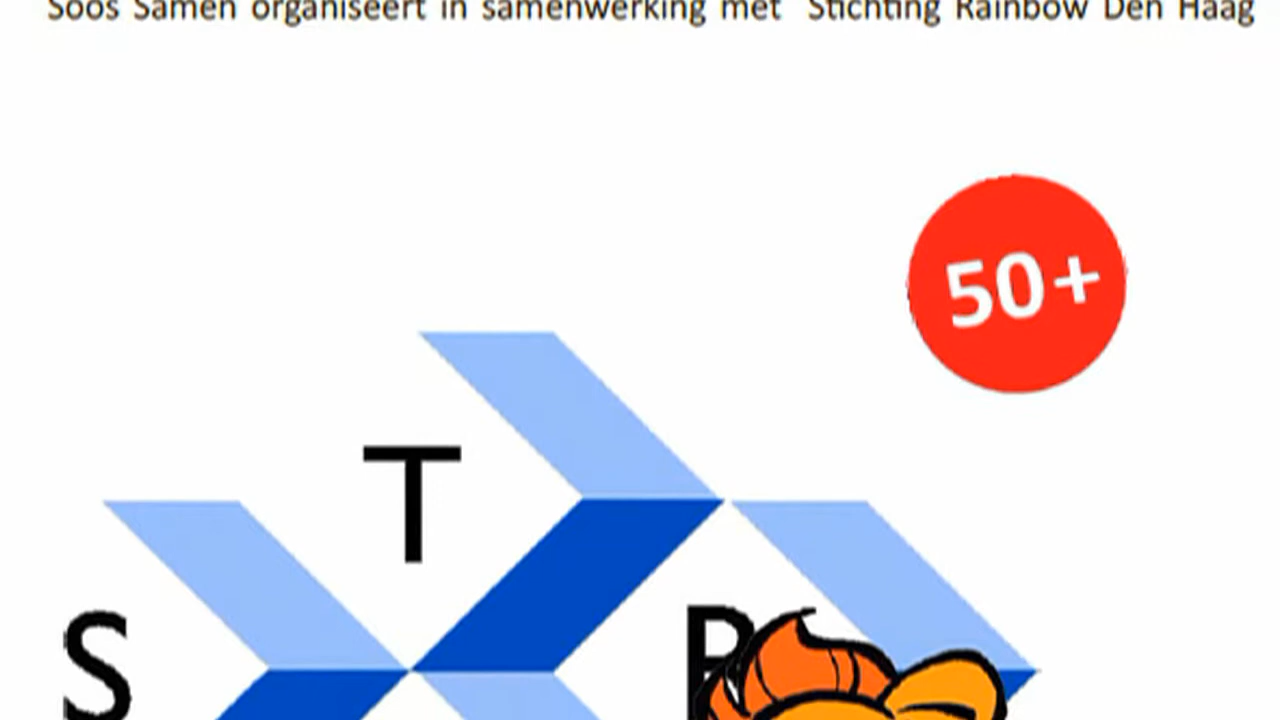 Soos Samen organiseert in samenwerking met Stichting Rainbow Den Haag
50+
T
S R